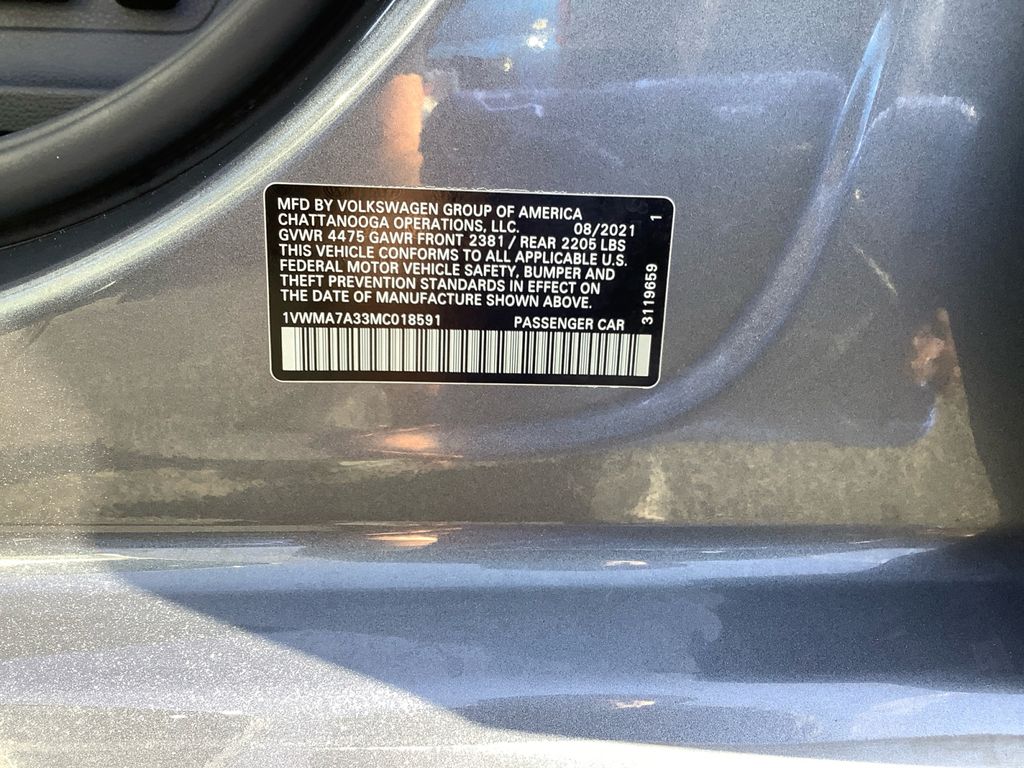 MFD BY VOLKSWAGEN GROUP OF AMERICA
CHATTANOOGA OPERATIONS, LLC. 08/2021 1
GVWR 4475 GAWR FRONT 2381 / REAR 2205 LBS
THIS VEHICLE CONFORMS TO ALL APPLICABLE U.S.
FEDERAL MOTOR VEHICLE SAFETY, BUMPER AND
THEFT PREVENTION STANDARDS IN EFFECT ON
THE DATE OF MANUFACTURE SHOWN ABOVE.
1VWMA7A33MC018591 PASSENGER CAR
3119659